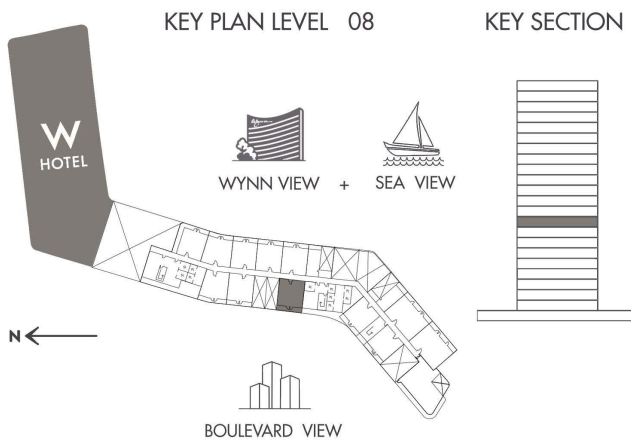 KEY PLAN LEVEL 08
KEY SECTION
W
HOTEL
WYNN VIEW + SEA VIEW
N
BOULEVARD VIEW